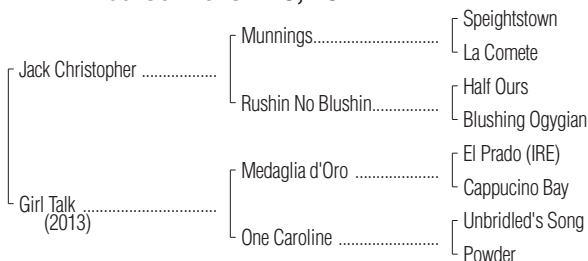 Speightstown
Munnings
La Comete
Jack Christopher
Half Ours
Rushin No Blushin
Blushing Ogygian
El Prado (IRE)
Medaglia d'Oro
Cappucino Bay
Girl Talk
(2013)
Unbridled's Song
One Caroline
Powder